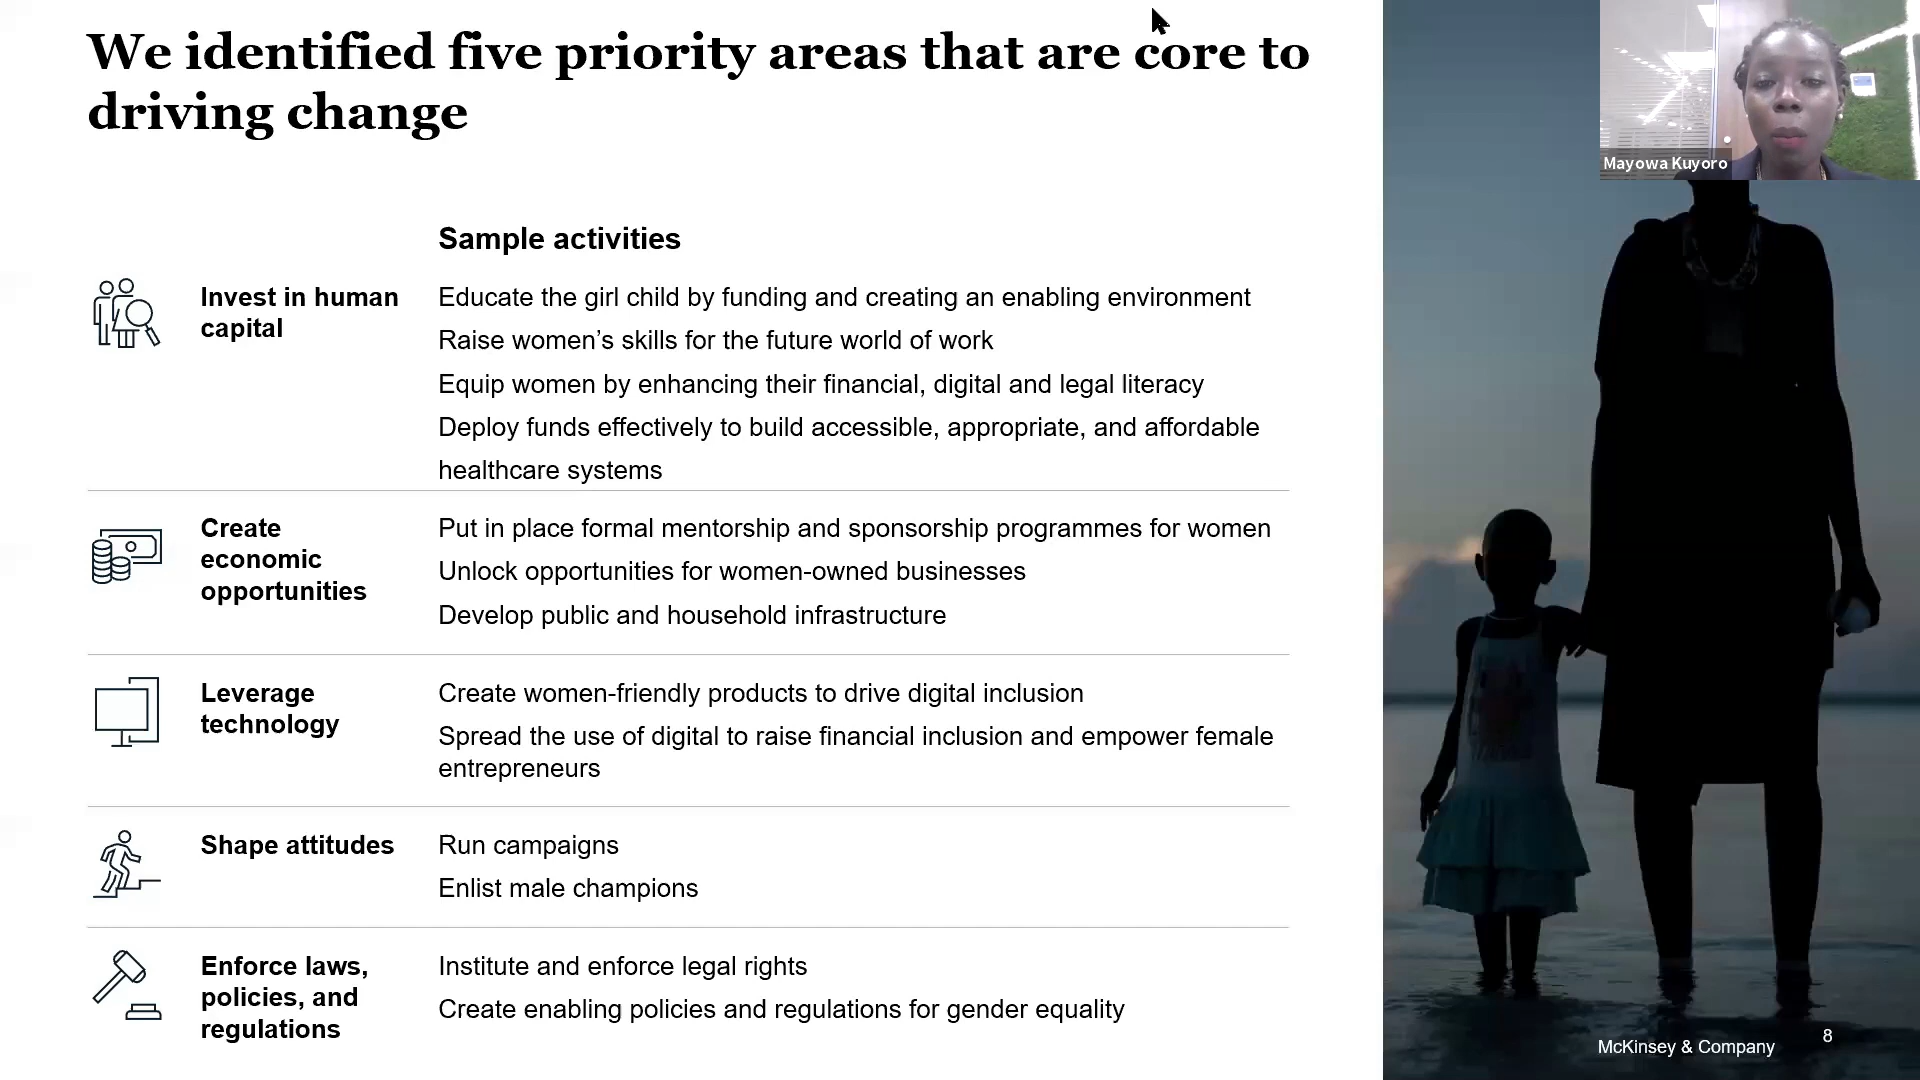 We identified five priority areas that are core to
driving change
Mayowa Kuyoro
Sample activities
Invest in human
capital
Educate the girl child by funding and creating an enabling environment
Raise women’s skills for the future world of work
Equip women by enhancing their financial, digital and legal literacy
Deploy funds effectively to build accessible, appropriate, and affordable
healthcare systems
Create
economic
opportunities
Put in place formal mentorship and sponsorship programmes for women
Unlock opportunities for women-owned businesses
Develop public and household infrastructure
Leverage
technology
Create women-friendly products to drive digital inclusion
Spread the use of digital to raise financial inclusion and empower female
entrepreneurs
Shape attitudes
Run campaigns
Enlist male champions
Enforce laws,
policies, and
regulations
Institute and enforce legal rights
Create enabling policies and regulations for gender equality
McKinsey & Company
8